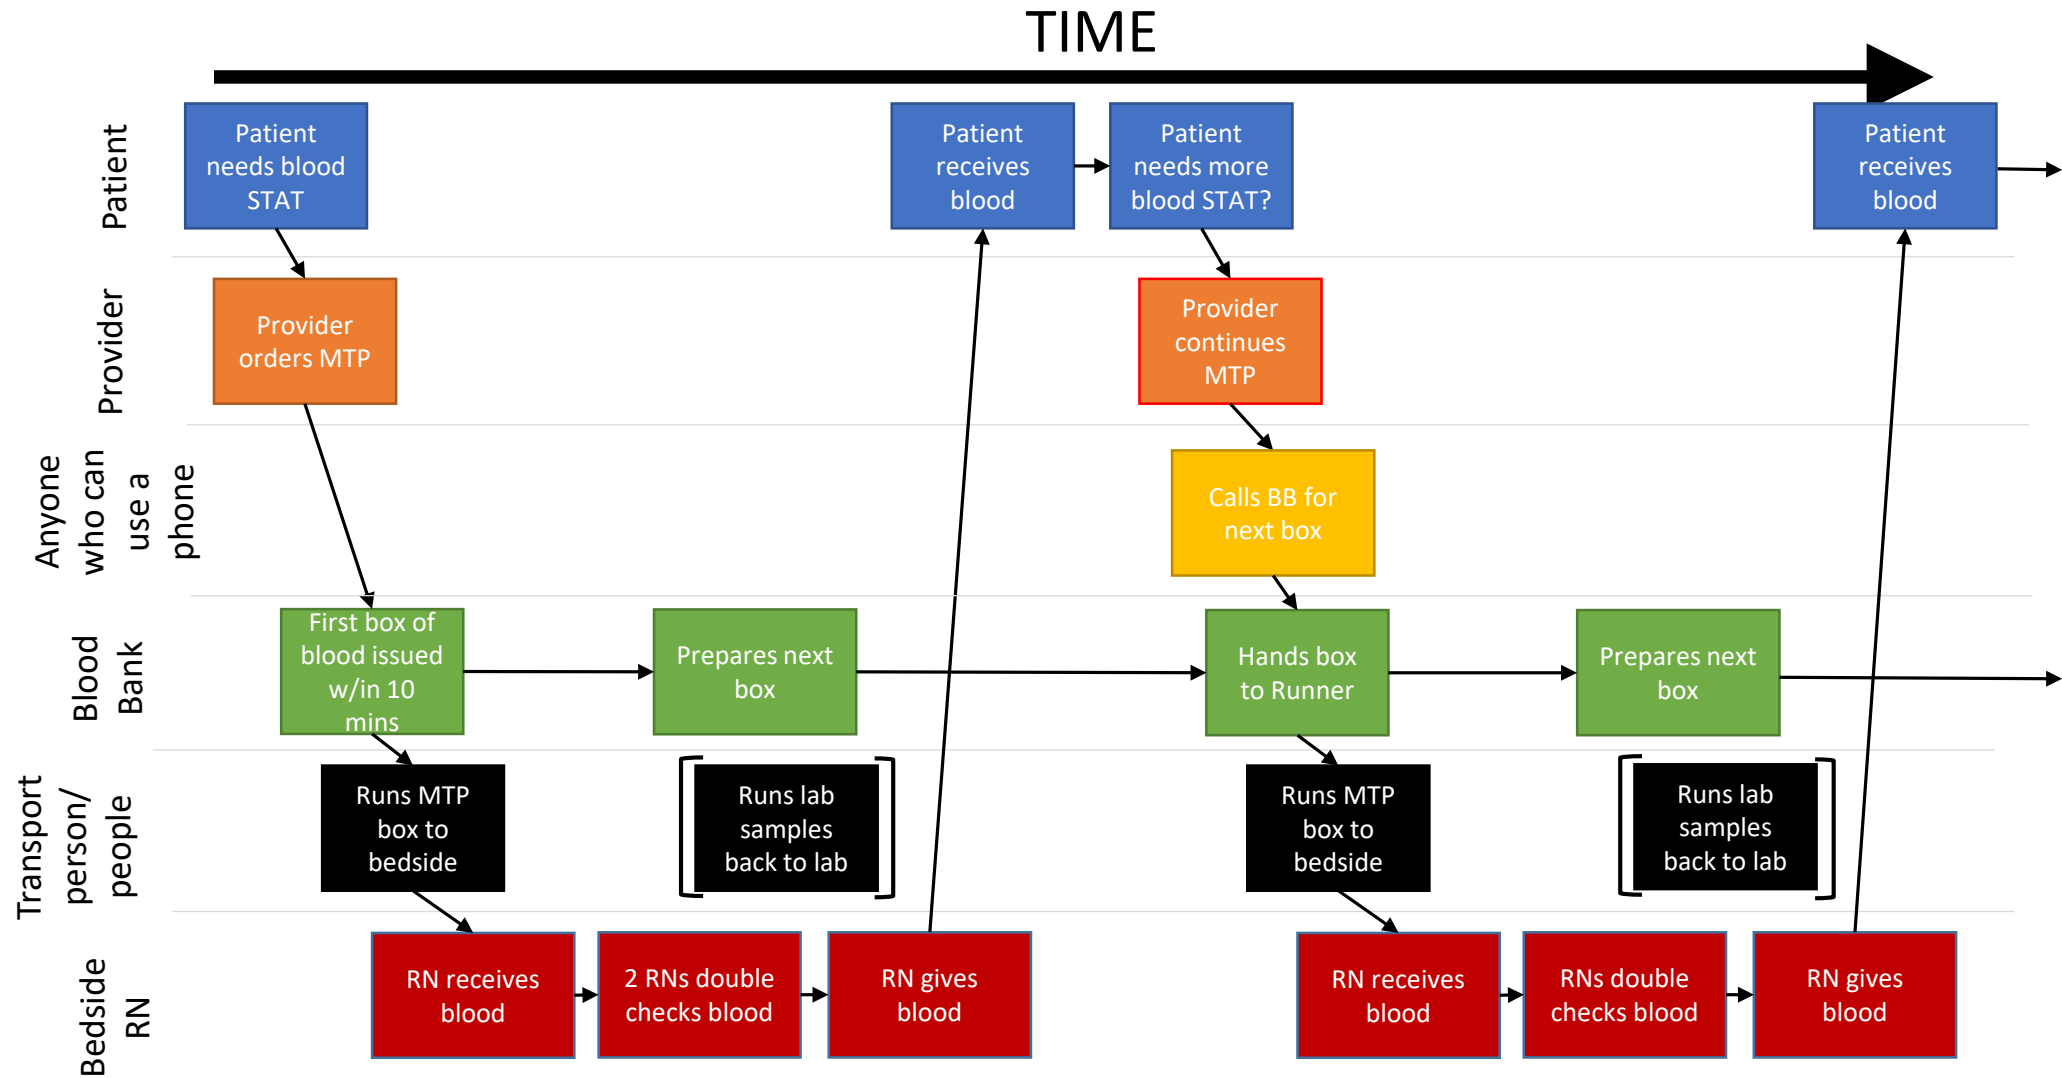 TIME
Patient
Patient
needs blood
STAT
Patient
receives
blood
Patient
needs more
blood STAT?
Patient
receives
blood
Provider
Provider
orders MTP
Provider
continues
MTP
Anyone
who can
use a
phone
Calls BB for
next box
Blood
Bank
First box of
blood issued
w/in 10
mins
Prepares next
box
Hands box
to Runner
Prepares next
box
Transport
person/
people
Runs MTP
box to
bedside
Runs lab
samples
back to lab
Runs MTP
box to
bedside
Runs lab
samples
back to lab
Bedside
RN
RN receives
blood
2 RNs double
checks blood
RN gives
blood
RN receives
blood
RNs double
checks blood
RN gives
blood